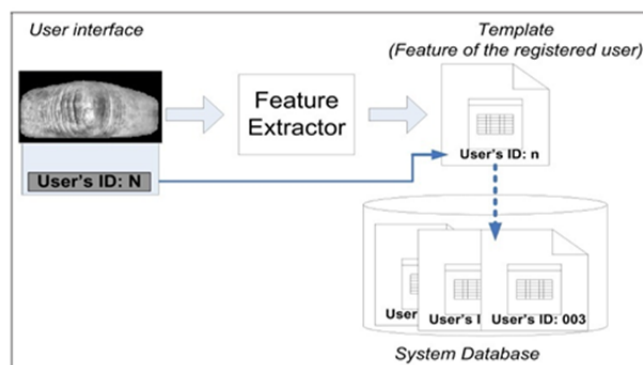 User interface
Template
(Feature of the registered user)
Feature
Extractor
User's ID: N
User's ID: n
User's I
User's ID: 003
System Database